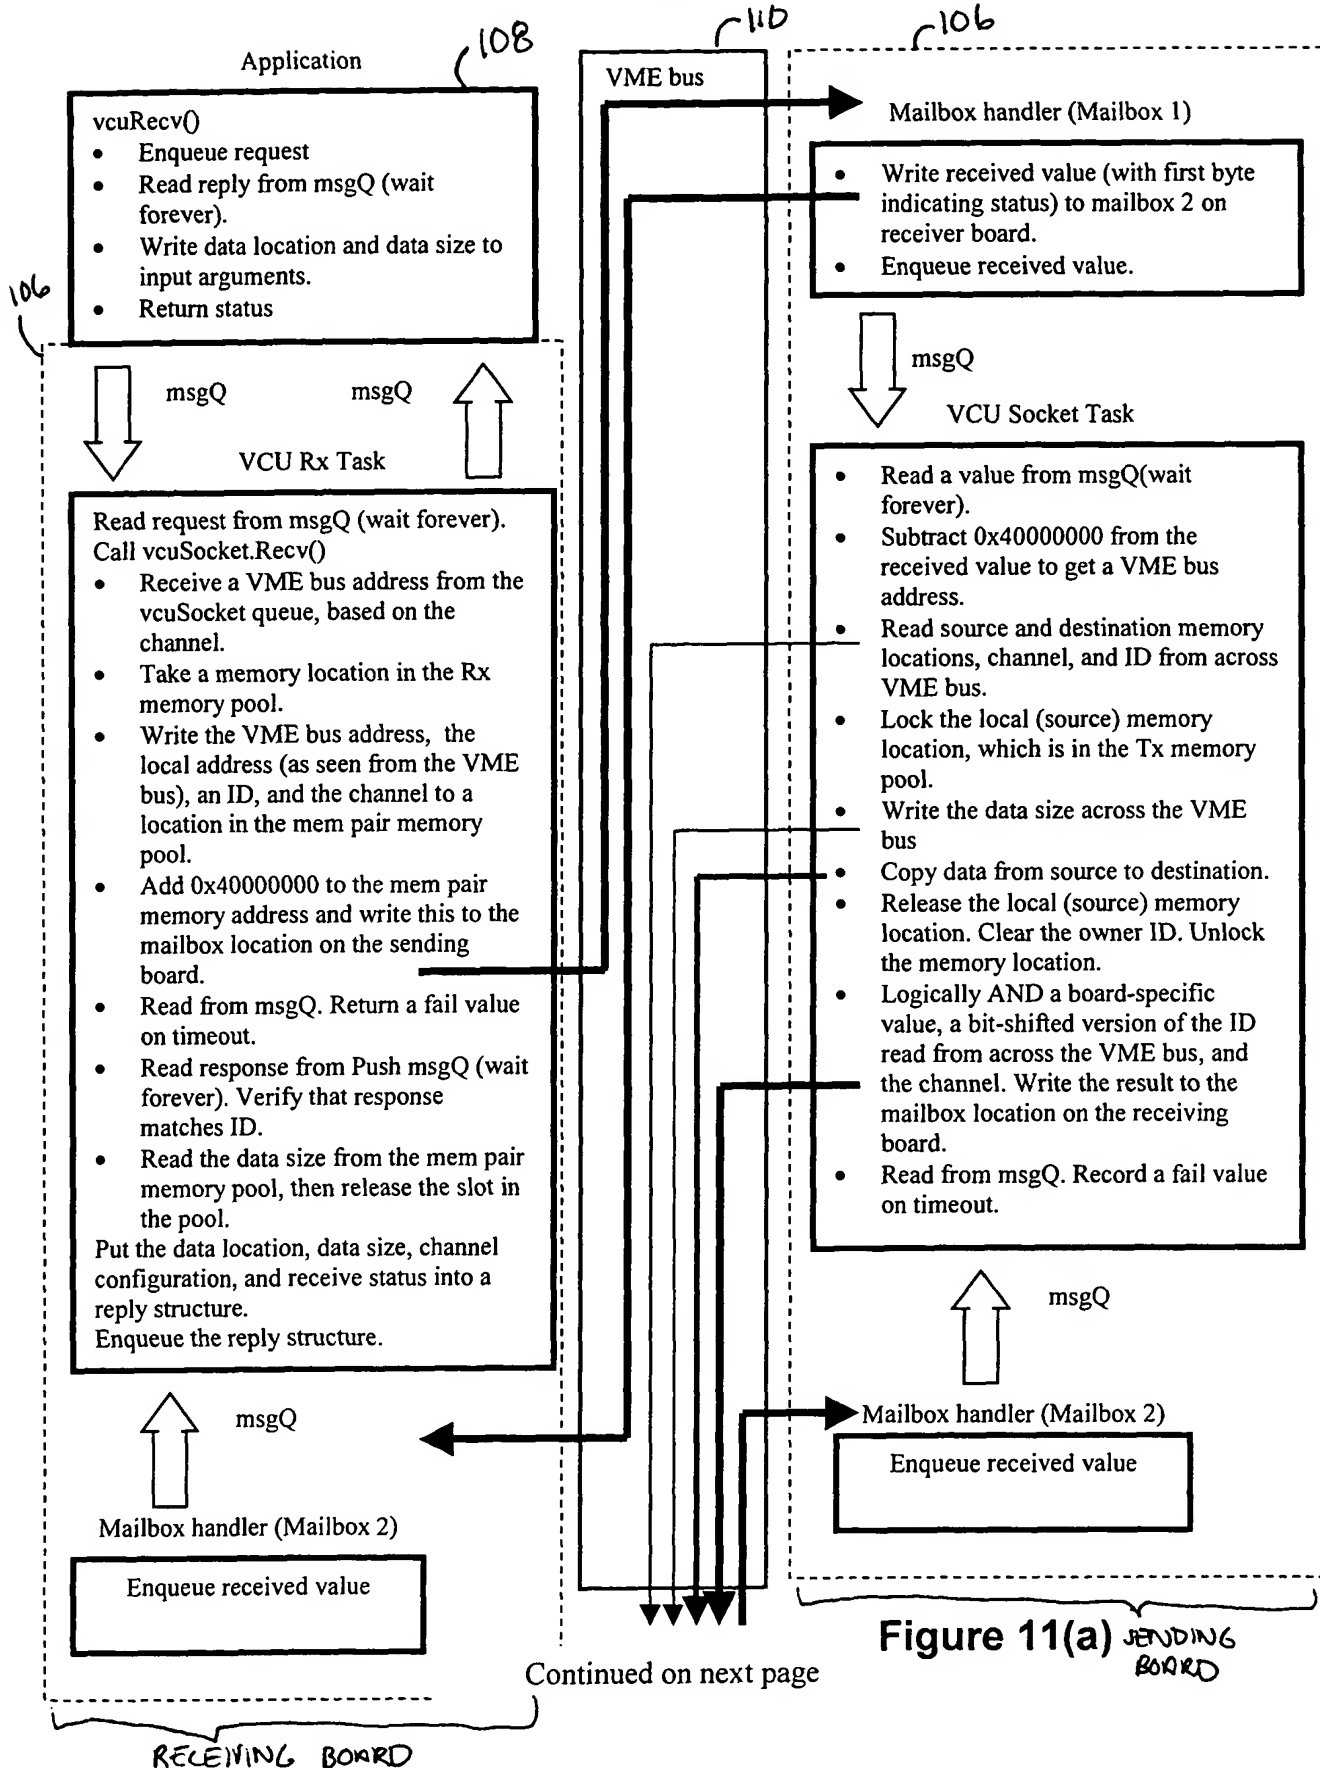 Application
108
vcuRecv()
• Enqueue request
• Read reply from msgQ (wait
forever).
• Write data location and data size to
input arguments.
• Return status
106
msgQ
msgQ
VCU Rx Task
Read request from msgQ (wait forever).
Call vcuSocket.Recv()
• Receive a VME bus address from the
vcuSocket queue, based on the
channel.
• Take a memory location in the Rx
memory pool.
• Write the VME bus address, the
local address (as seen from the VME
bus), an ID, and the channel to a
location in the mem pair memory
pool.
• Add 0x40000000 to the mem pair
memory address and write this to the
mailbox location on the sending
board.
• Read from msgQ. Return a fail value
on timeout.
• Read response from Push msgQ (wait
forever). Verify that response
matches ID.
• Read the data size from the mem pair
memory pool, then release the slot in
the pool.
Put the data location, data size, channel
configuration, and receive status into a
reply structure.
Enqueue the reply structure.
msgQ
Mailbox handler (Mailbox 2)
Enqueue received value
RECEIVING BOARD
110
VME bus
106
Mailbox handler (Mailbox 1)
• Write received value (with first byte
indicating status) to mailbox 2 on
receiver board.
• Enqueue received value.
msgQ
VCU Socket Task
• Read a value from msgQ(wait
forever).
• Subtract 0x40000000 from the
received value to get a VME bus
address.
• Read source and destination memory
locations, channel, and ID from across
VME bus.
• Lock the local (source) memory
location, which is in the Tx memory
pool.
• Write the data size across the VME
bus
• Copy data from source to destination.
• Release the local (source) memory
location. Clear the owner ID. Unlock
the memory location.
• Logically AND a board-specific
value, a bit-shifted version of the ID
read from across the VME bus, and
the channel. Write the result to the
mailbox location on the receiving
board.
• Read from msgQ. Record a fail value
on timeout.
msgQ
Mailbox handler (Mailbox 2)
Enqueue received value
Figure 11(a)
SENDING
BOARD
Continued on next page